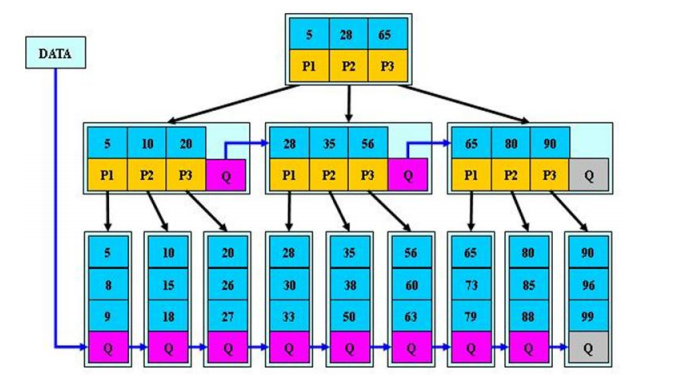 5 28 65
DATA
P1 P2 P3
5 10 20
28 35 56
65 80 90
P1 P2 P3 Q
P1 P2 P3 Q
P1 P2 P3 Q
5 10 20 28 35 56 65 80 90
8 15 26 30 38 60 73 85 96
9 18 27 33 50 63 79 88 99
Q Q Q Q Q Q Q Q Q